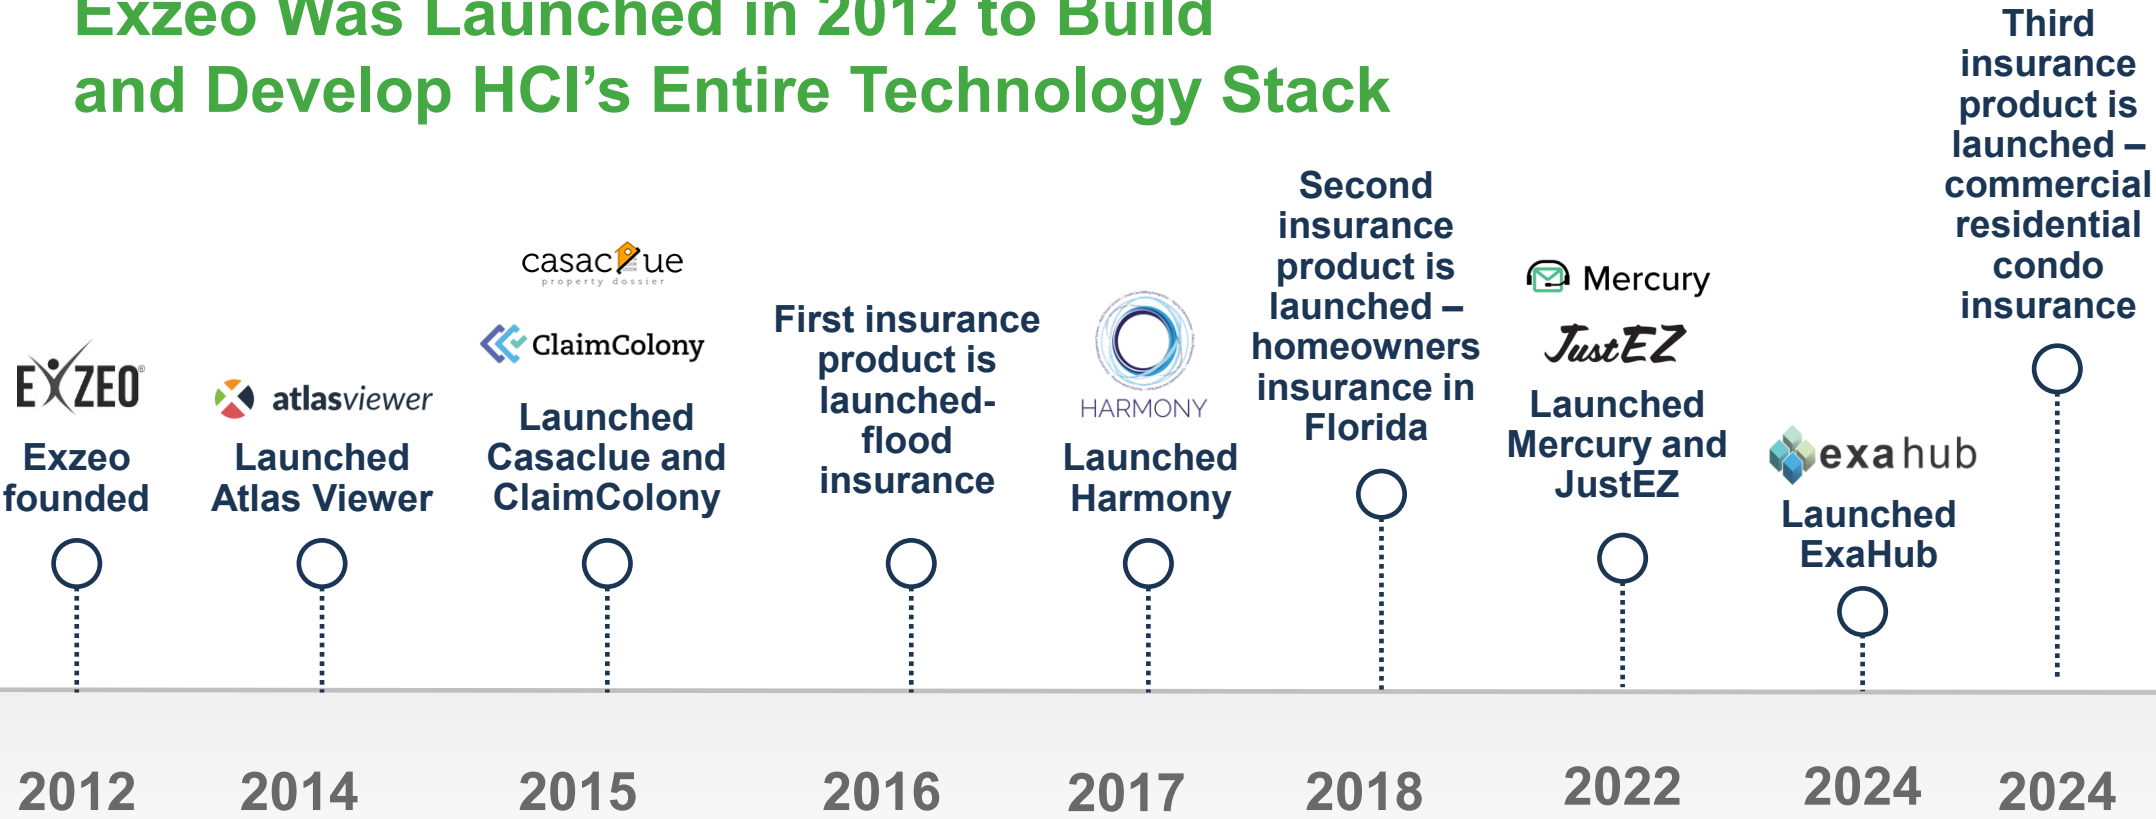 Exzeo Was Launched in 2012 to Build
and Develop HCI’s Entire Technology Stack
EXZEO®
Exzeo
founded
atlasviewer
Launched
Atlas Viewer
casaclue
property dossier
ClaimColony
Launched
Casaclue and
ClaimColony
First insurance
product is
launched-
flood
insurance
HARMONY
Launched
Harmony
Second
insurance
product is
launched –
homeowners
insurance in
Florida
Mercury
JustEZ
Launched
Mercury and
JustEZ
exahub
Launched
ExaHub
Third
insurance
product is
launched –
commercial
residential
condo
insurance
2012
2014
2015
2016
2017
2018
2022
2024
2024